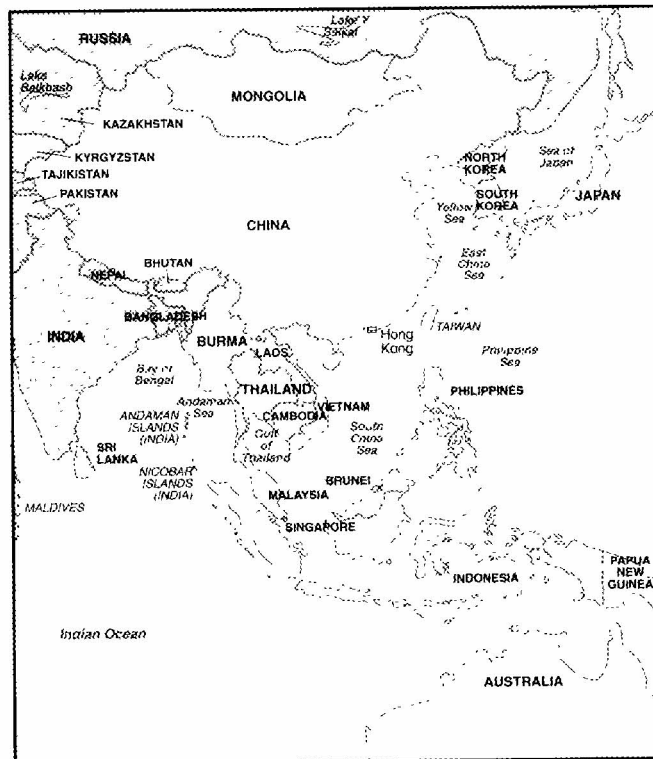 RUSSIA
Lake
Baikal
Lake
Balkhash
MONGOLIA
KAZAKHSTAN
KYRGYZSTAN
TAJIKISTAN
PAKISTAN
NORTH
KOREA
Sea of
Japan
SOUTH
KOREA
JAPAN
Yellow
Sea
CHINA
East
China
Sea
BHUTAN
NEPAL
BANGLADESH
INDIA
BURMA
Hong
Kong
TAIWAN
LAOS
Philippine
Sea
Bay of
Bengal
THAILAND
PHILIPPINES
Andaman
Sea
VIETNAM
CAMBODIA
ANDAMAN
ISLANDS
(INDIA)
Gulf
of
Thailand
South
China
Sea
SRI
LANKA
NICOBAR
ISLANDS
(INDIA)
BRUNEI
MALAYSIA
MALDIVES
SINGAPORE
PAPUA
NEW
GUINEA
INDONESIA
Indian Ocean
AUSTRALIA